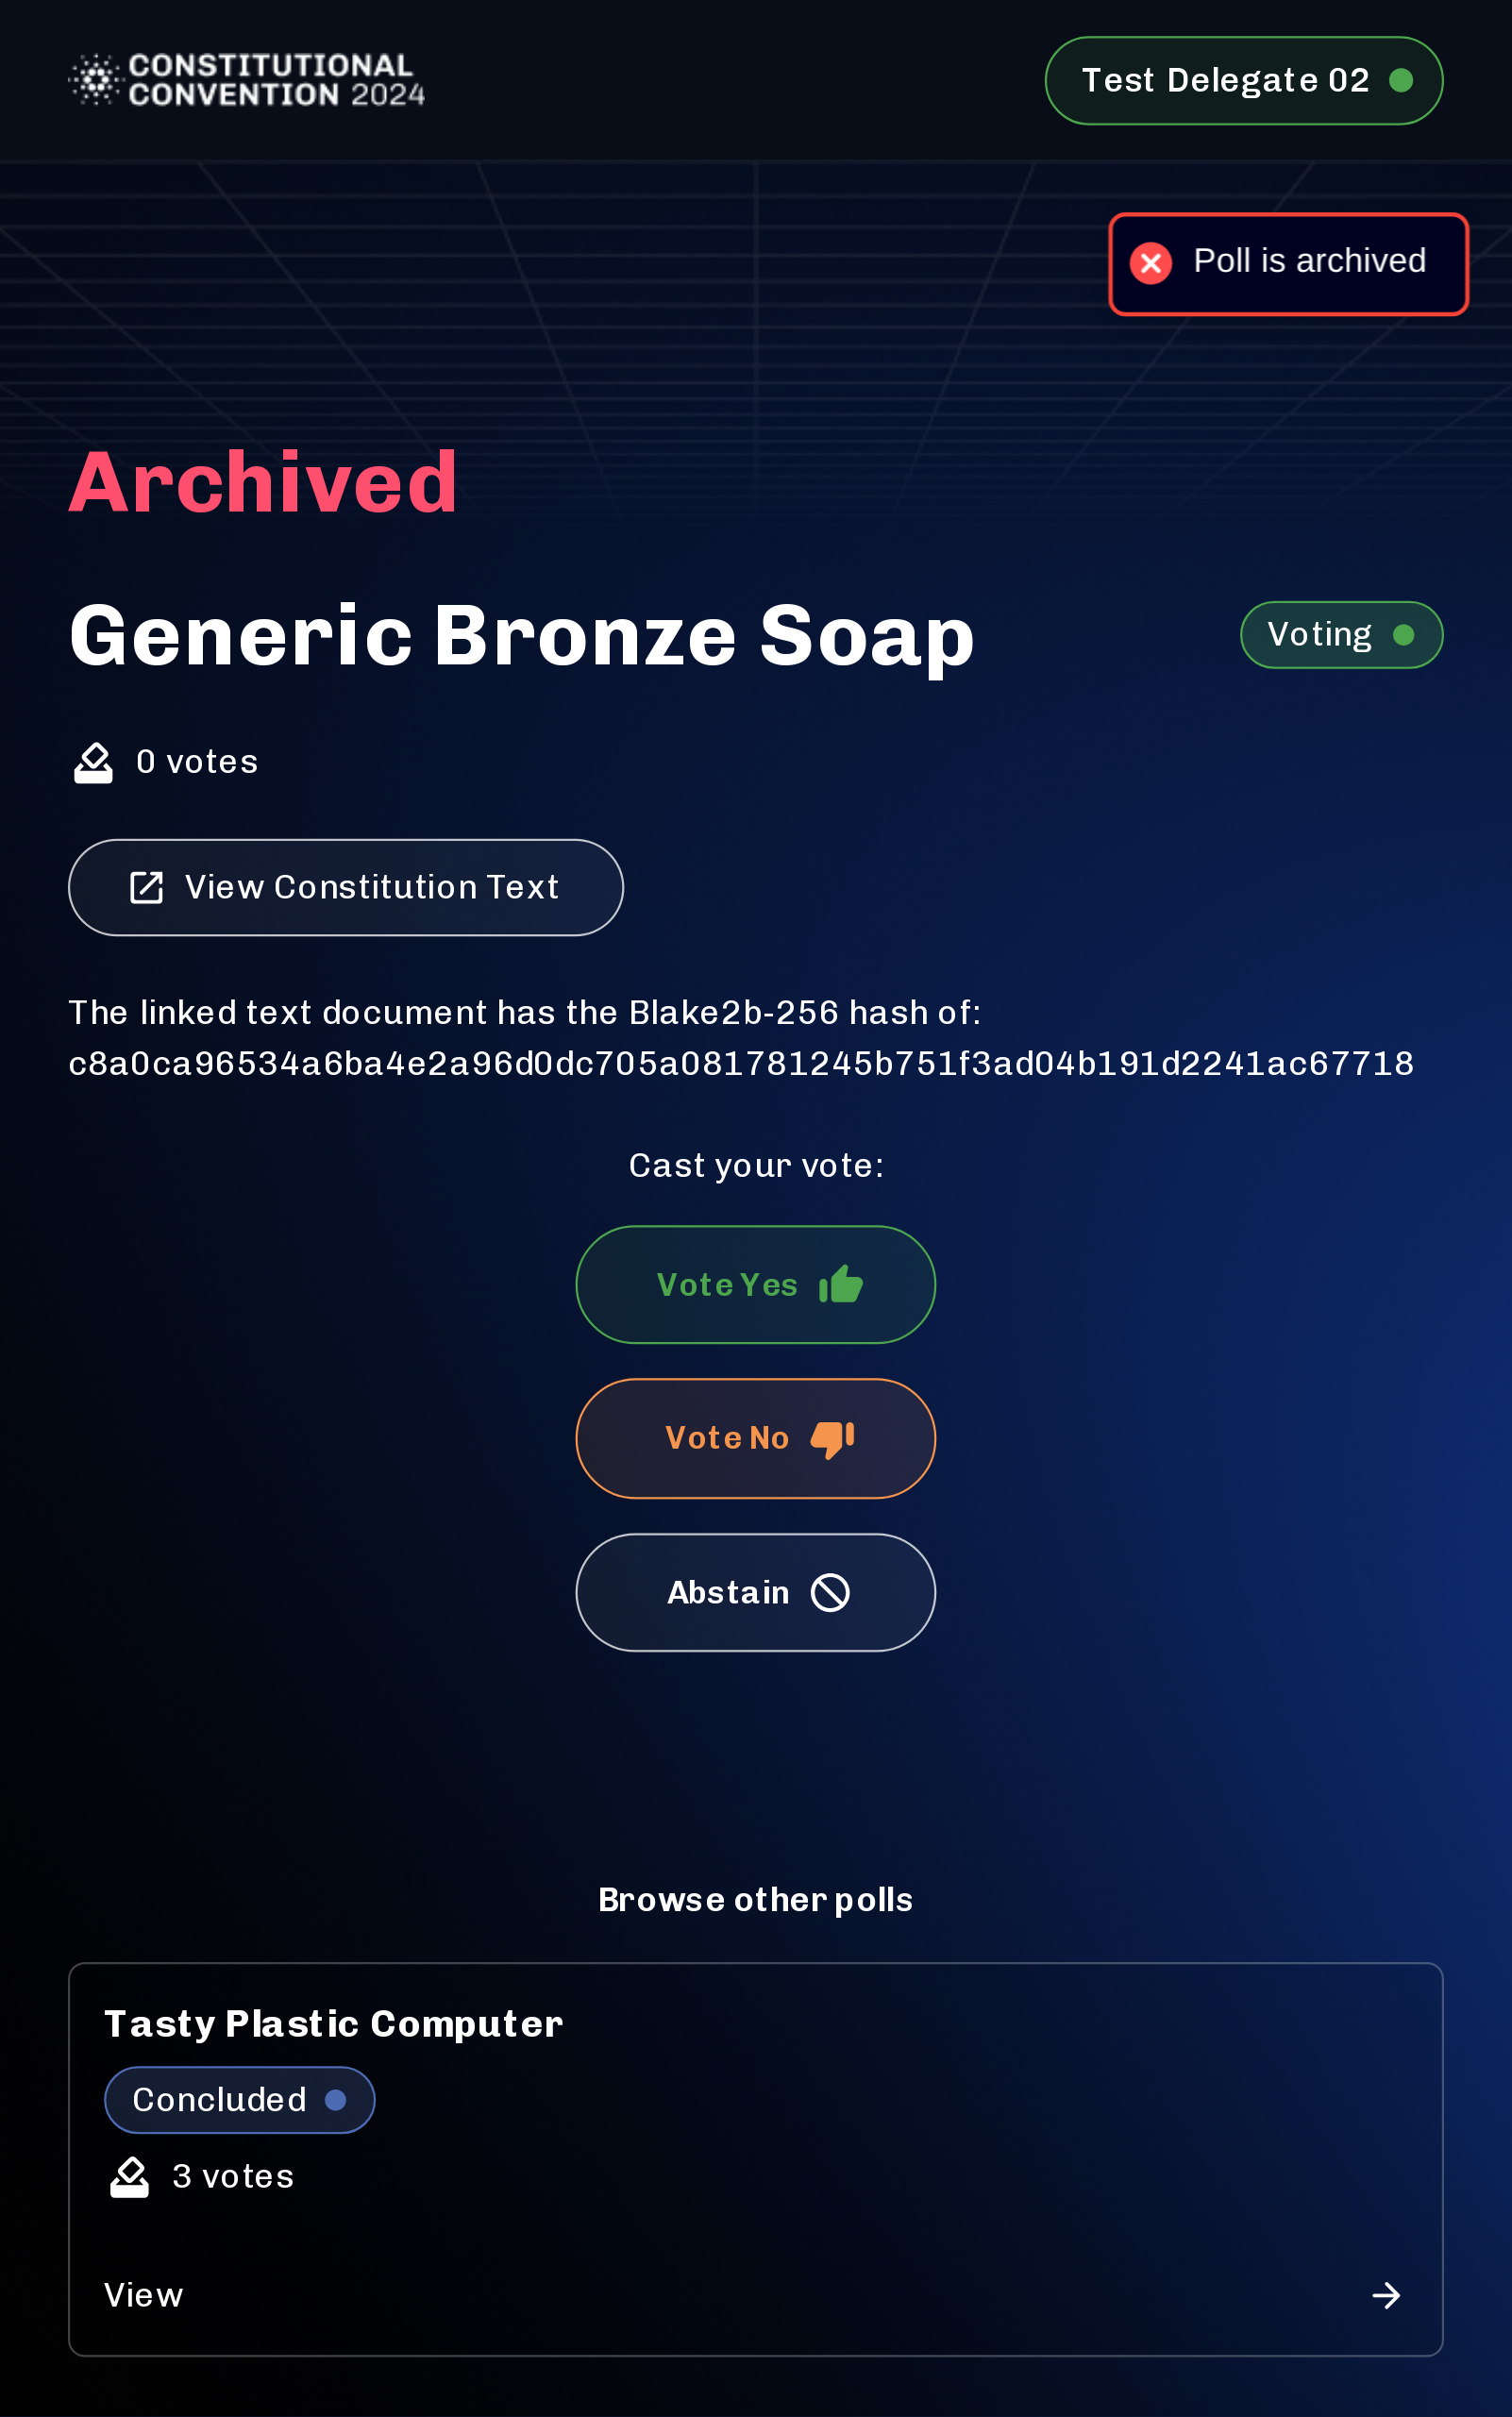 CONSTITUTIONAL
CONVENTION 2024
Test Delegate 02
Poll is archived
Archived
Generic Bronze Soap
Voting
0 votes
View Constitution Text
The linked text document has the Blake2b-256 hash of:
c8a0ca96534a6ba4e2a96d0dc705a081781245b751f3ad04b191d2241ac67718
Cast your vote:
Vote Yes
Vote No
Abstain
Browse other polls
Tasty Plastic Computer
Concluded
3 votes
View